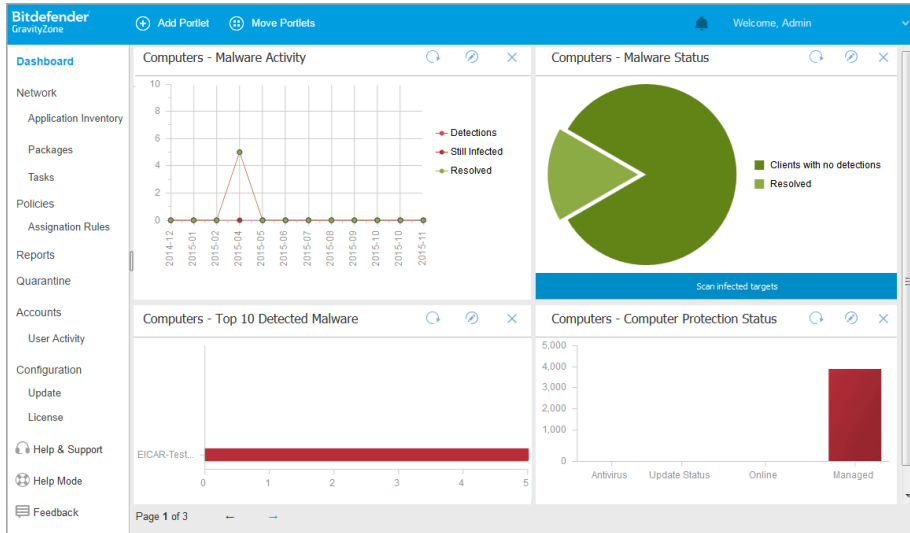 Bitdefender
GravityZone
Add Portlet
Move Portlets
Welcome, Admin
Dashboard
Network
Application Inventory
Packages
Tasks
Policies
Assignation Rules
Reports
Quarantine
Accounts
User Activity
Configuration
Update
License
Help & Support
Help Mode
Feedback
Computers - Malware Activity
10
8
6
4
2
0
2014-12
2015-01
2015-02
2015-04
2015-05
2015-06
2015-07
2015-08
2015-09
2015-10
2015-10
2015-11
Detections
Still Infected
Resolved
Computers - Malware Status
Clients with no detections
Resolved
Scan infected targets
Computers - Top 10 Detected Malware
EICAR-Test...
0 1 2 3 4 5
Computers - Computer Protection Status
5,000
4,000
3,000
2,000
1,000
0
Antivirus Update Status Online Managed
Page 1 of 3